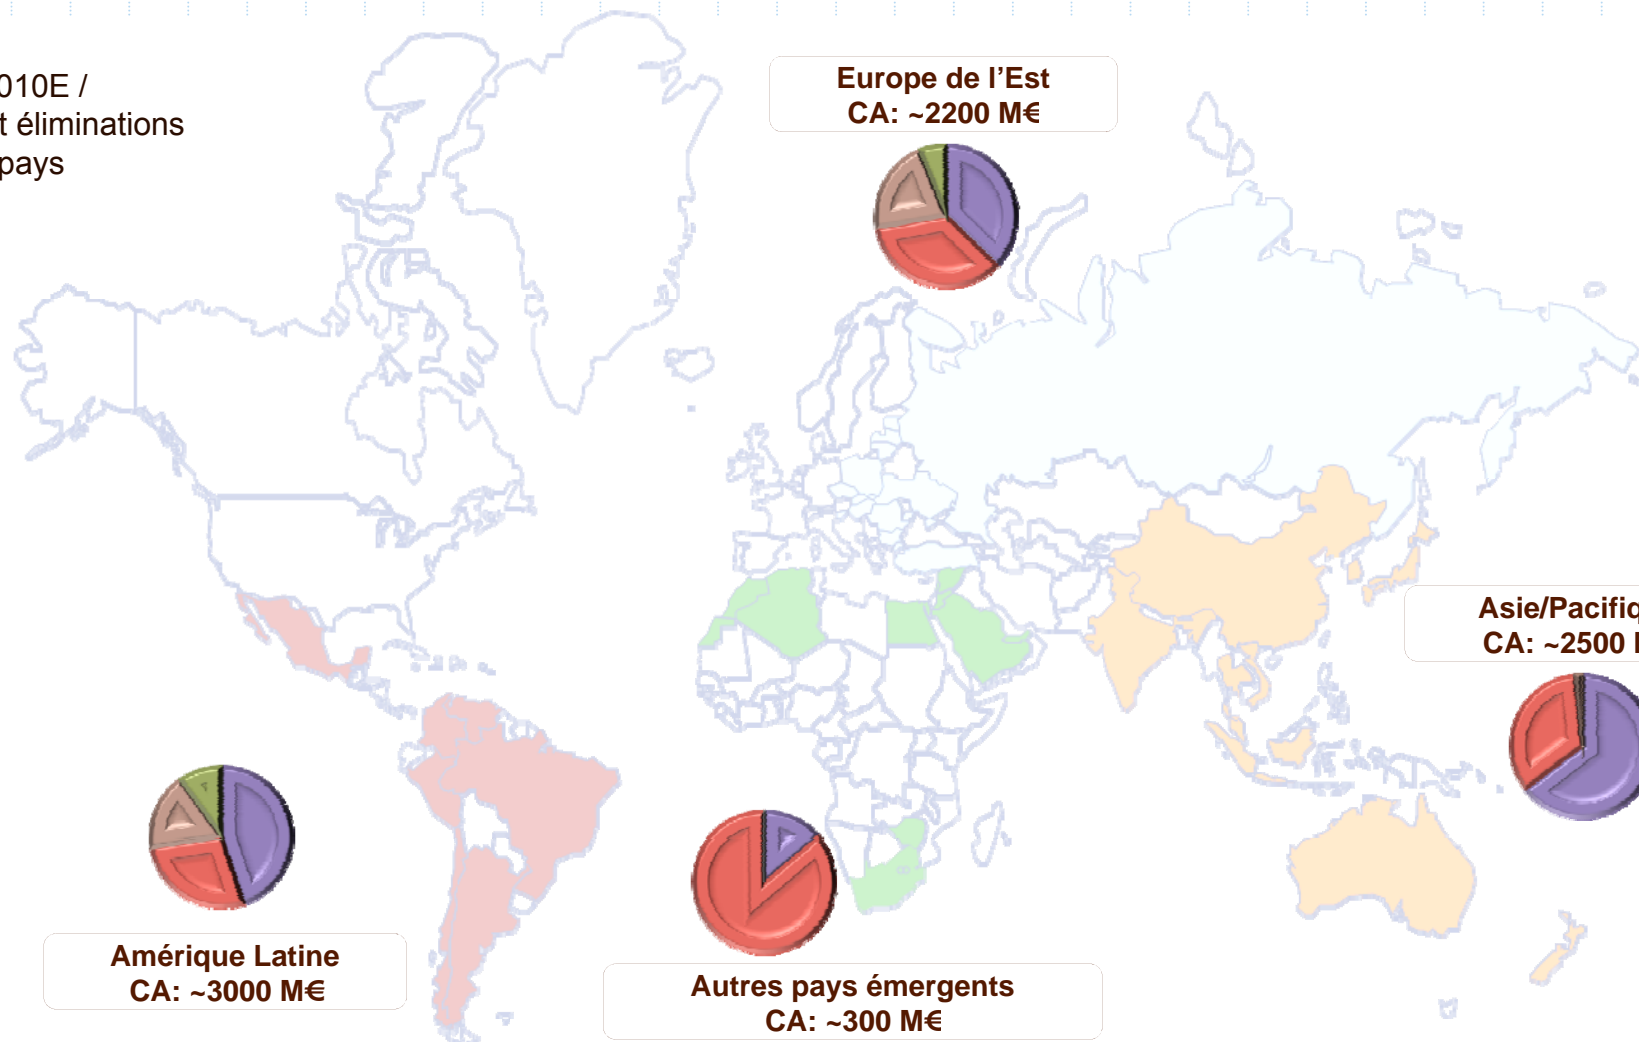 010E /
t éliminations
pays
Europe de l’Est
CA: ~2200 M€
Asie/Pacifiq
CA: ~2500
Amérique Latine
CA: ~3000 M€
Autres pays émergents
CA: ~300 M€